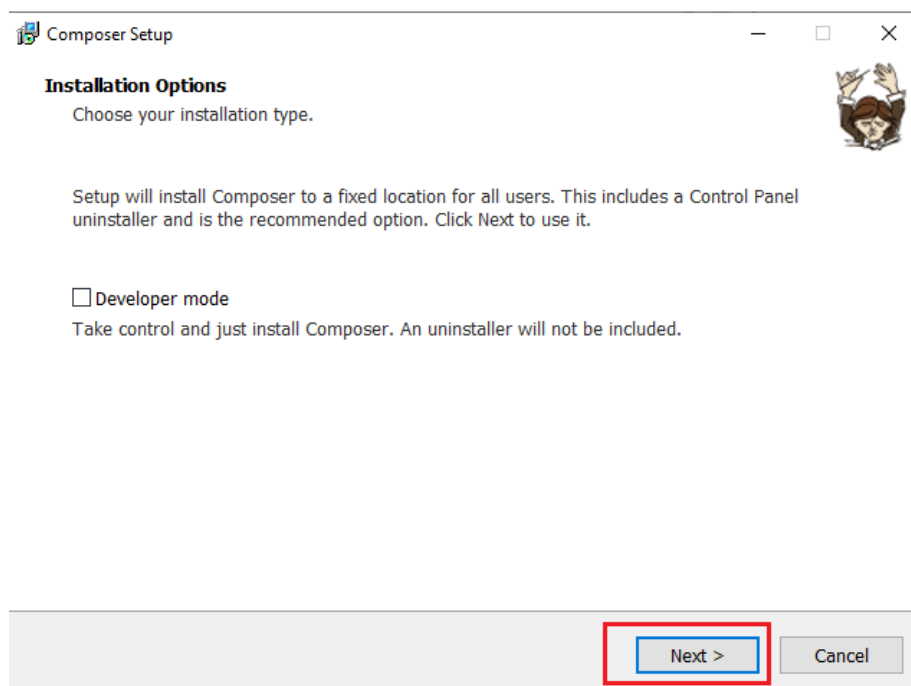 Composer Setup
Installation Options
Choose your installation type.
Setup will install Composer to a fixed location for all users. This includes a Control Panel
uninstaller and is the recommended option. Click Next to use it.
Developer mode
Take control and just install Composer. An uninstaller will not be included.
Next >
Cancel